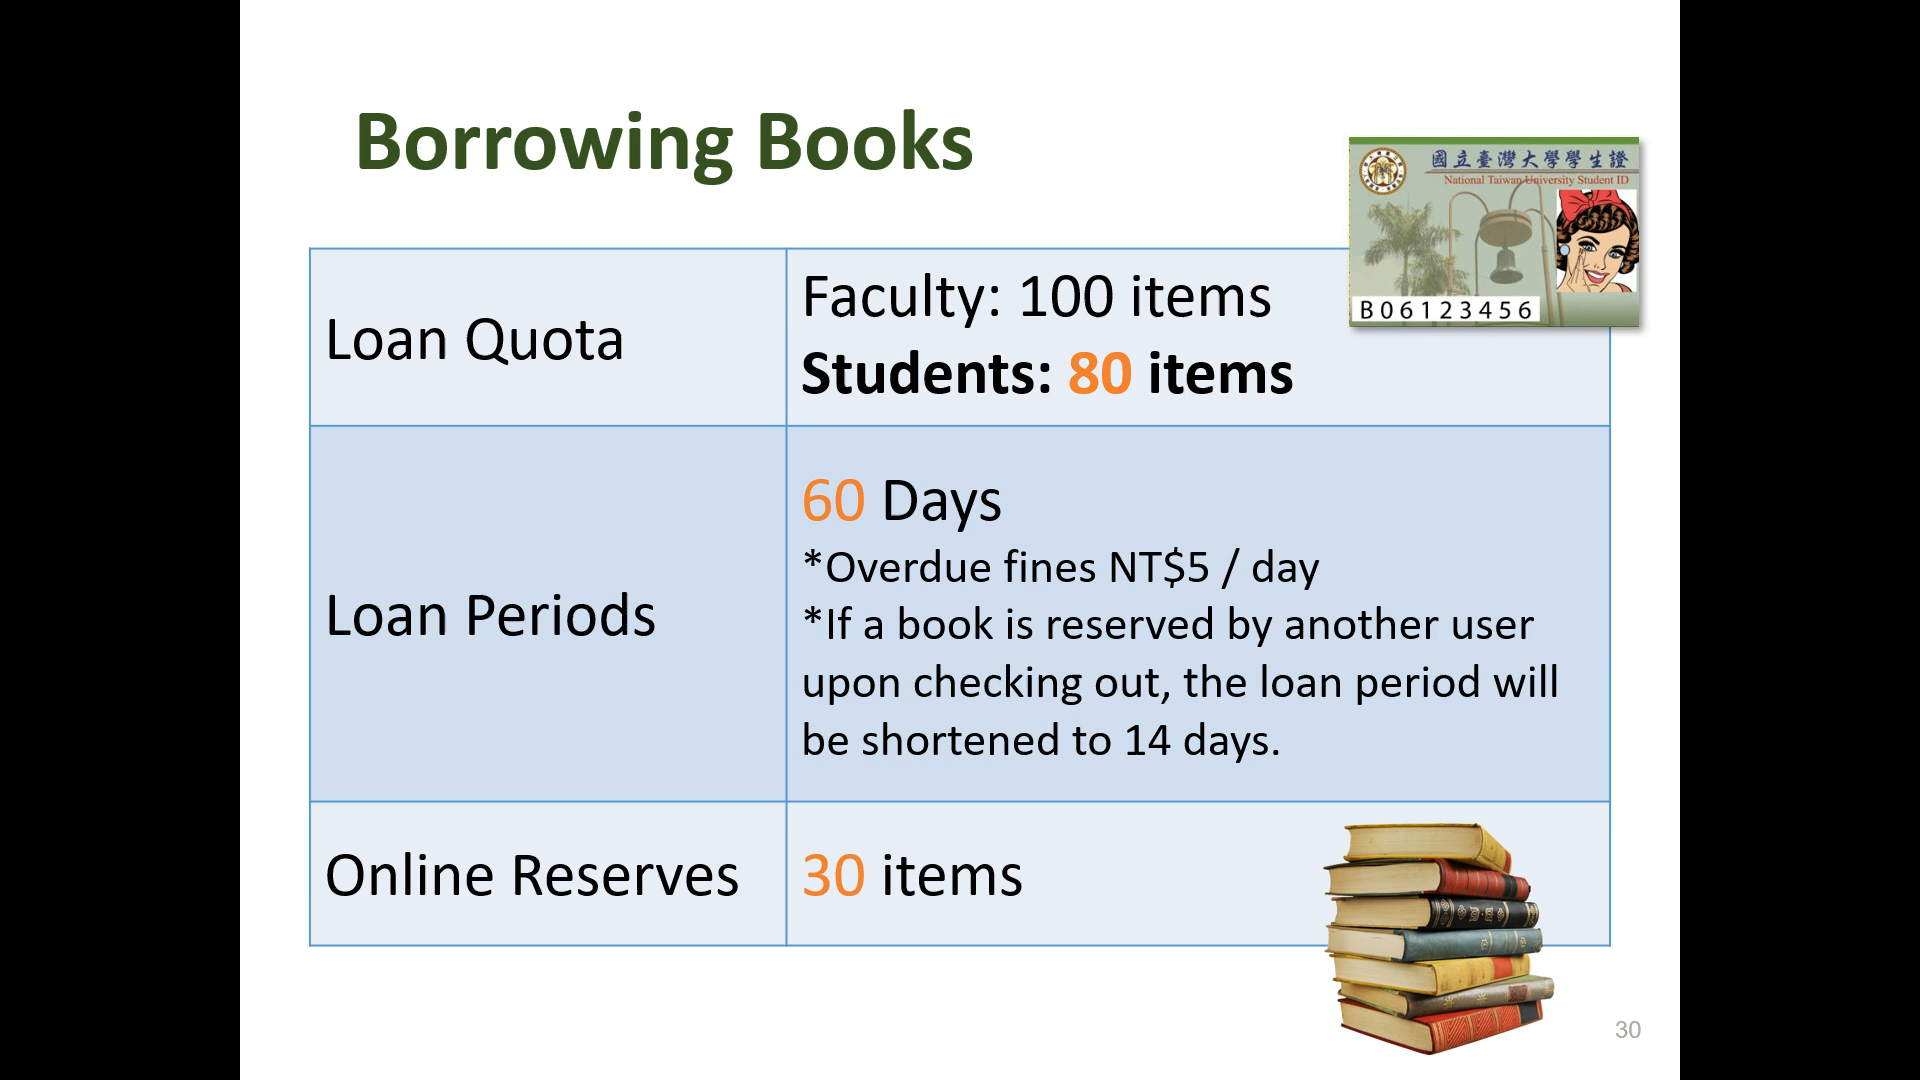 Borrowing Books
國立臺灣大學學生證
National Taiwan University Student ID
B06123456
Loan Quota
Faculty: 100 items
Students: 80 items
Loan Periods
60 Days
*Overdue fines NT$5 / day
*If a book is reserved by another user
upon checking out, the loan period will
be shortened to 14 days.
Online Reserves
30 items
30